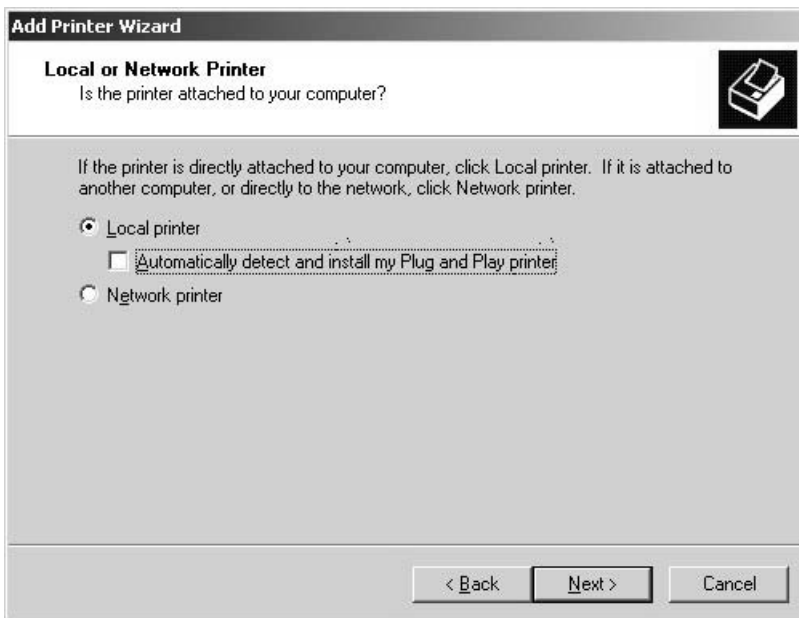 Add Printer Wizard
Local or Network Printer
Is the printer attached to your computer?
If the printer is directly attached to your computer, click Local printer. If it is attached to
another computer, or directly to the network, click Network printer.
Local printer
Automatically detect and install my Plug and Play printer
Network printer
< Back Next > Cancel